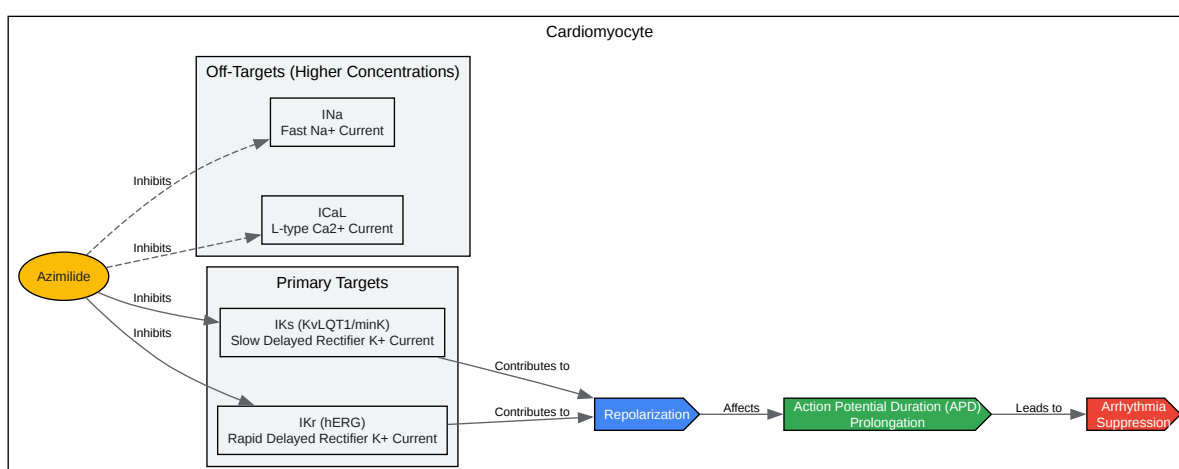 Cardiomyocyte
Off-Targets (Higher Concentrations)
INa
Fast Na+ Current
Inhibits
ICaL
L-type Ca2+ Current
Inhibits
Azimilide
Primary Targets
Inhibits
IKs (KvLQT1/minK)
Slow Delayed Rectifier K+ Current
Inhibits
Contributes to
IKr (hERG)
Rapid Delayed Rectifier K+ Current
Contributes to
Repolarization
Affects
Action Potential Duration (APD)
Prolongation
Leads to
Arrhythmia
Suppression